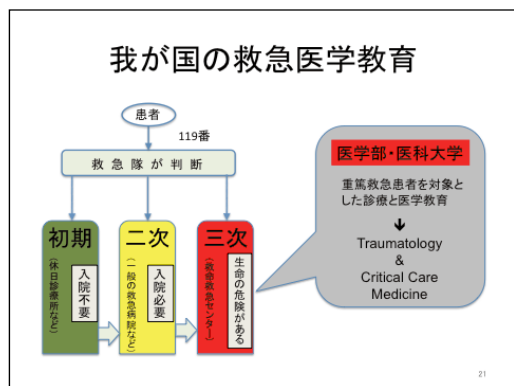 我が国の救急医学教育
患者
119番
救急隊が判断
初期
(休日診療所など)
入院不要
二次
(一般の救急病院など)
入院必要
三次
(救命救急センター)
生命の危険がある
医学部・医科大学
重篤救急患者を対象と
した診療と医学教育
Traumatology
&
Critical Care
Medicine
21